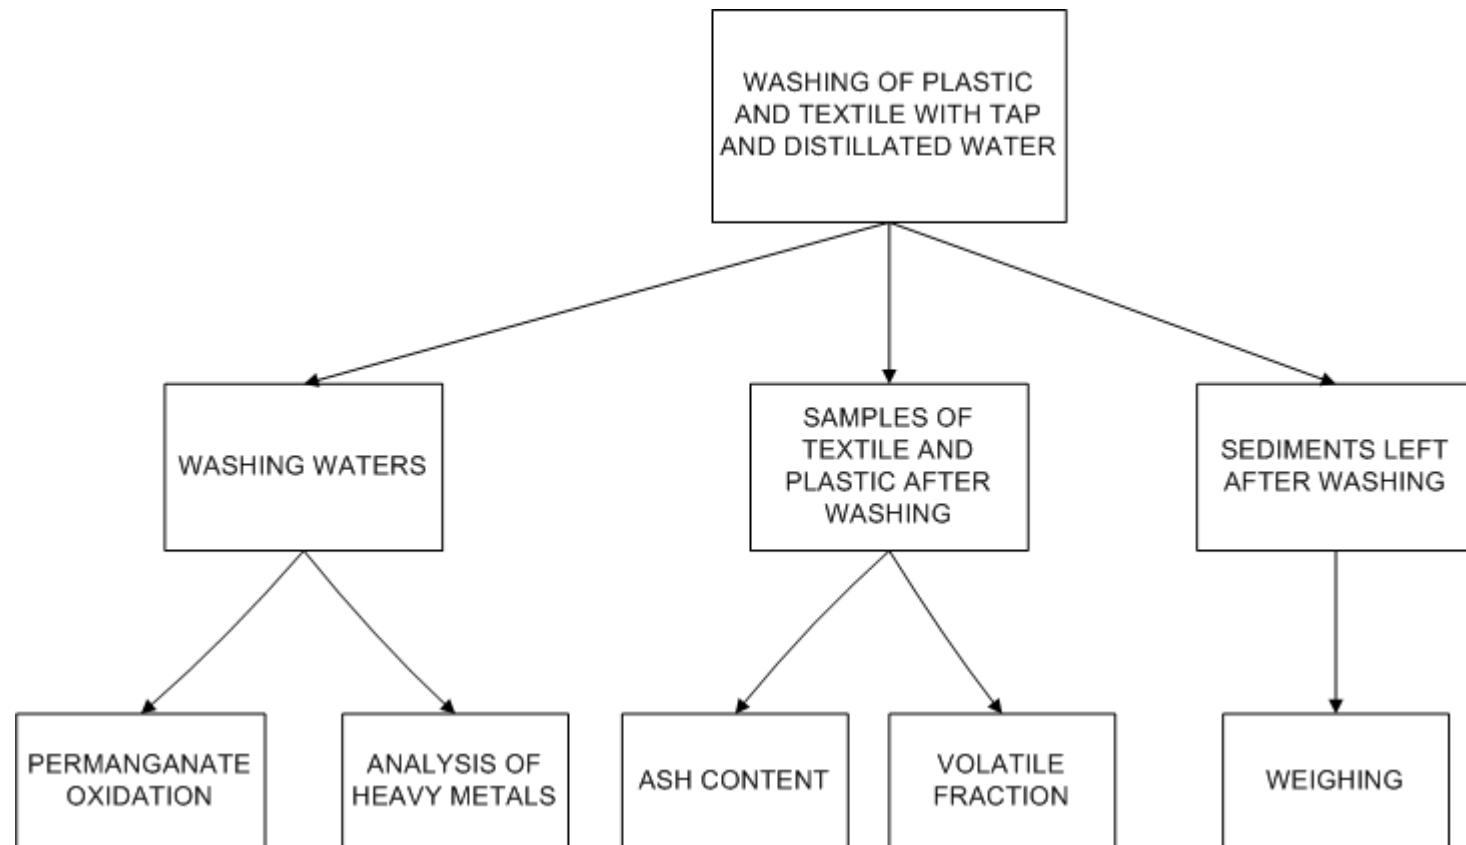 WASHING OF PLASTIC
AND TEXTILE WITH TAP
AND DISTILLATED WATER
WASHING WATERS
SAMPLES OF
TEXTILE AND
PLASTIC AFTER
WASHING
SEDIMENTS LEFT
AFTER WASHING
PERMANGANATE
OXIDATION
ANALYSIS OF
HEAVY METALS
ASH CONTENT
VOLATILE
FRACTION
WEIGHING